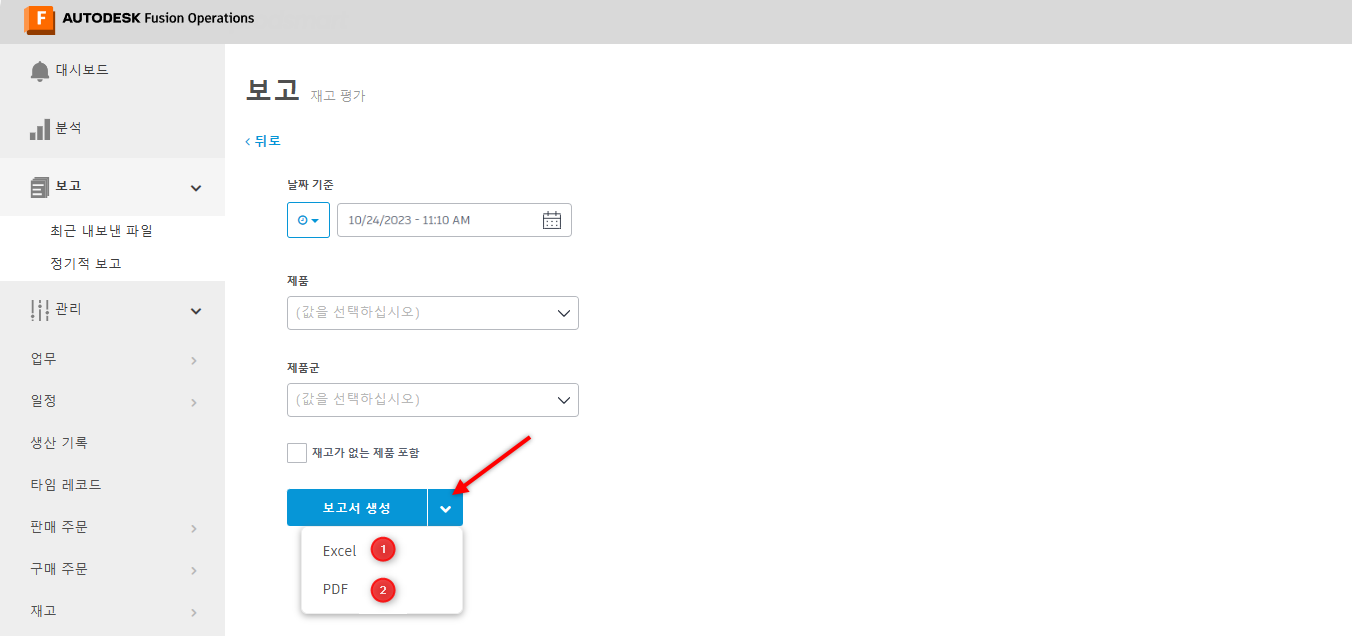 F AUTODESK Fusion Operations
대시보드
분석
보고
최근 내보낸 파일
정기적 보고
관리
업무
일정
생산 기록
타임 레코드
판매 주문
구매 주문
재고
보고 재고 평가
뒤로
날짜 기준
10/24/2023 - 11:10 AM
제품
(값을 선택하십시오)
제품군
(값을 선택하십시오)
재고가 없는 제품 포함
보고서 생성
Excel 1
PDF 2